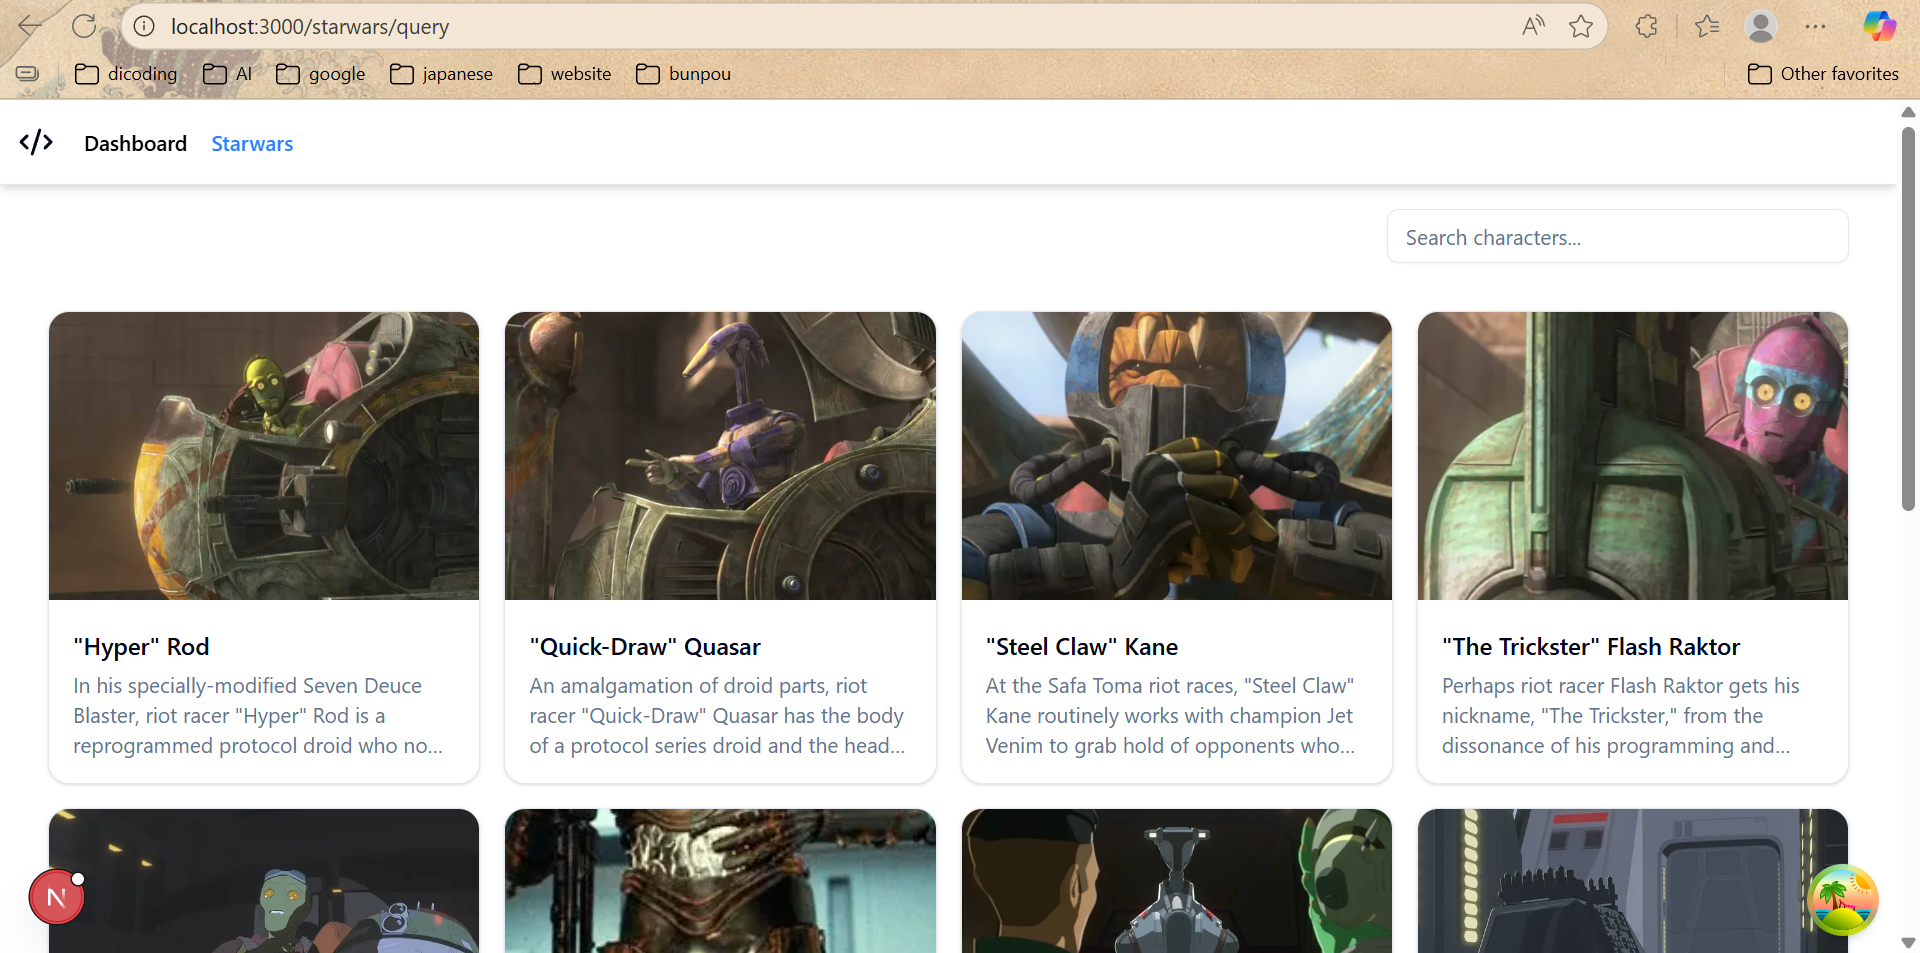 localhost:3000/starwars/query
dicoding AI google japanese website bunpou Other favorites
</> Dashboard Starwars
Search characters...
"Hyper" Rod
In his specially-modified Seven Deuce
Blaster, riot racer "Hyper" Rod is a
reprogrammed protocol droid who no...
"Quick-Draw" Quasar
An amalgamation of droid parts, riot
racer "Quick-Draw" Quasar has the body
of a protocol series droid and the head...
"Steel Claw" Kane
At the Safa Toma riot races, "Steel Claw"
Kane routinely works with champion Jet
Venim to grab hold of opponents who...
"The Trickster" Flash Raktor
Perhaps riot racer Flash Raktor gets his
nickname, "The Trickster," from the
dissonance of his programming and...
N